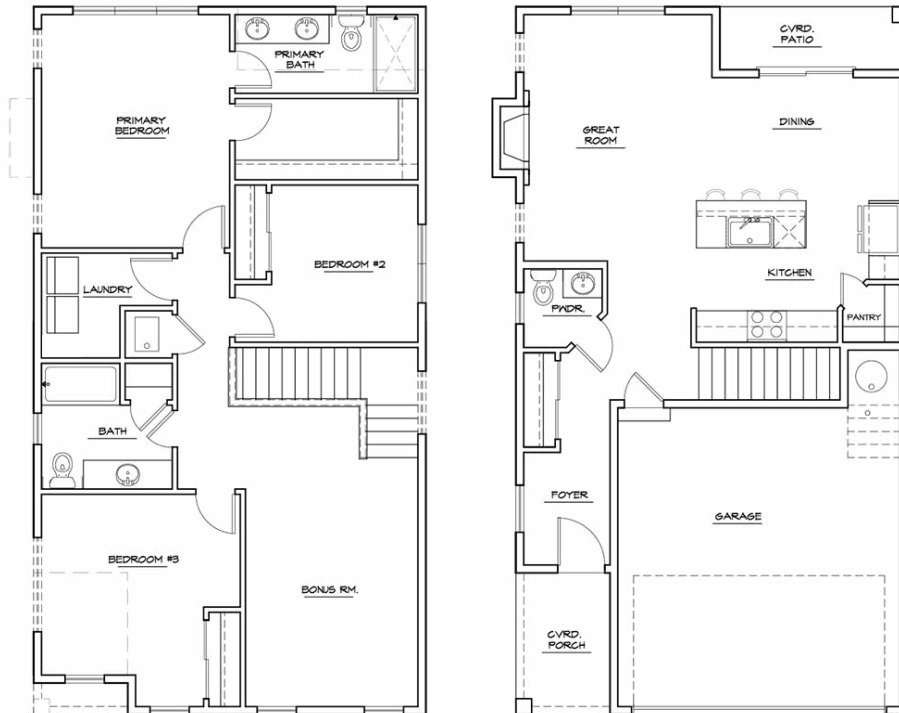 PRIMARY
BATH
PRIMARY
BEDROOM
BEDROOM #2
LAUNDRY
BATH
BEDROOM #3
BONUS RM.
CVRD.
PATIO
DINING
GREAT
ROOM
KITCHEN
PWDR.
PANTRY
FOYER
GARAGE
CVRD.
PORCH